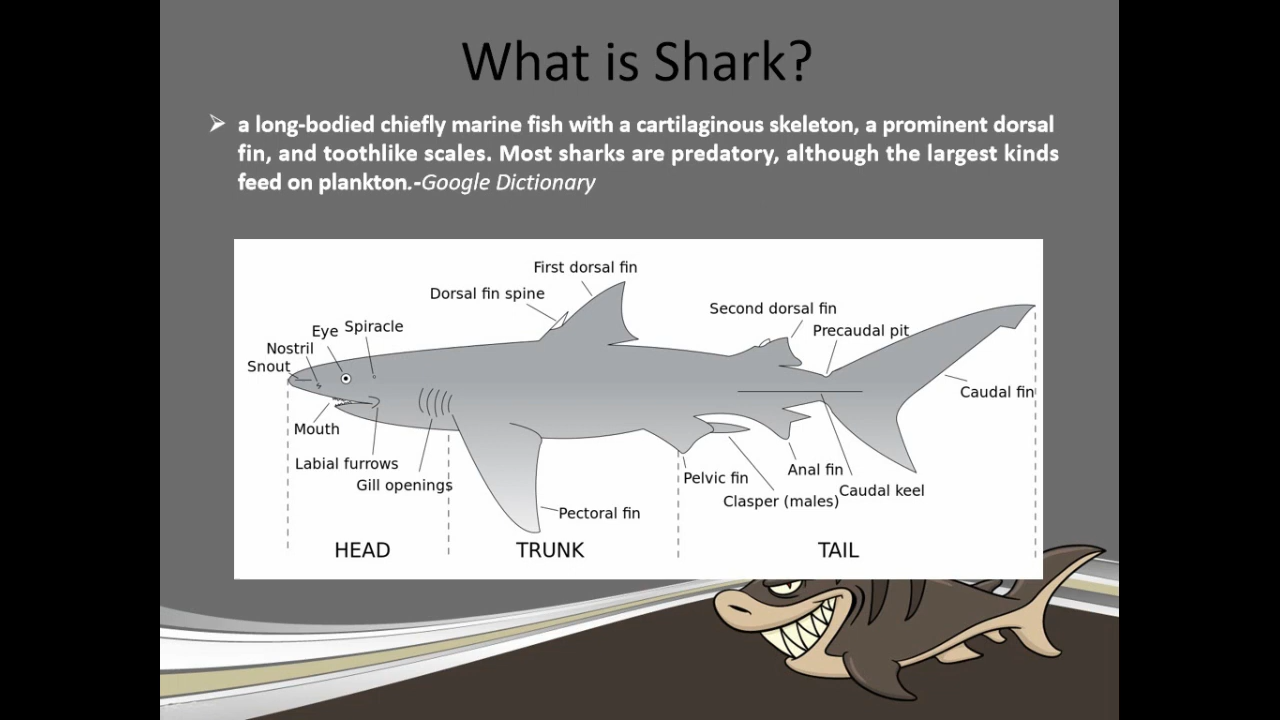 What is Shark?
➢ a long-bodied chiefly marine fish with a cartilaginous skeleton, a prominent dorsal
fin, and toothlike scales. Most sharks are predatory, although the largest kinds
feed on plankton.-Google Dictionary
First dorsal fin
Dorsal fin spine
Second dorsal fin
Eye
Spiracle
Precaudal pit
Nostril
Snout
Caudal fin
Mouth
Labial furrows
Anal fin
Pelvic fin
Gill openings
Caudal keel
Clasper (males)
Pectoral fin
HEAD
TRUNK
TAIL